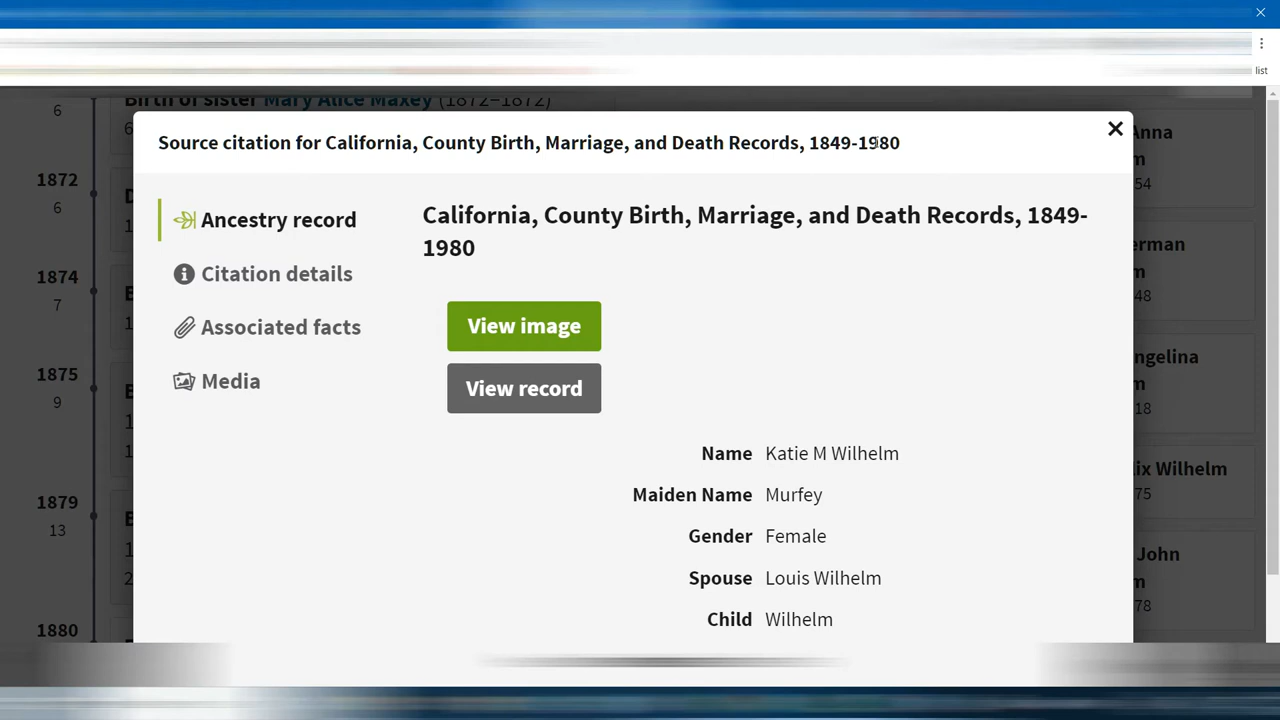 list
Birth of sister Mary Alice Maxey (1872–1872)
6
6
Source citation for California, County Birth, Marriage, and Death Records, 1849-1980
Anna
54
1872
6
Ancestry record
California, County Birth, Marriage, and Death Records, 1849-
1980
48
1874
7
Citation details
View image
Associated facts
ngelina
18
1875
9
Media
View record
Name Katie M Wilhelm
lix Wilhelm
75
Maiden Name Murfey
1879
13
Gender Female
John
Spouse Louis Wilhelm
2
78
Child Wilhelm
1880